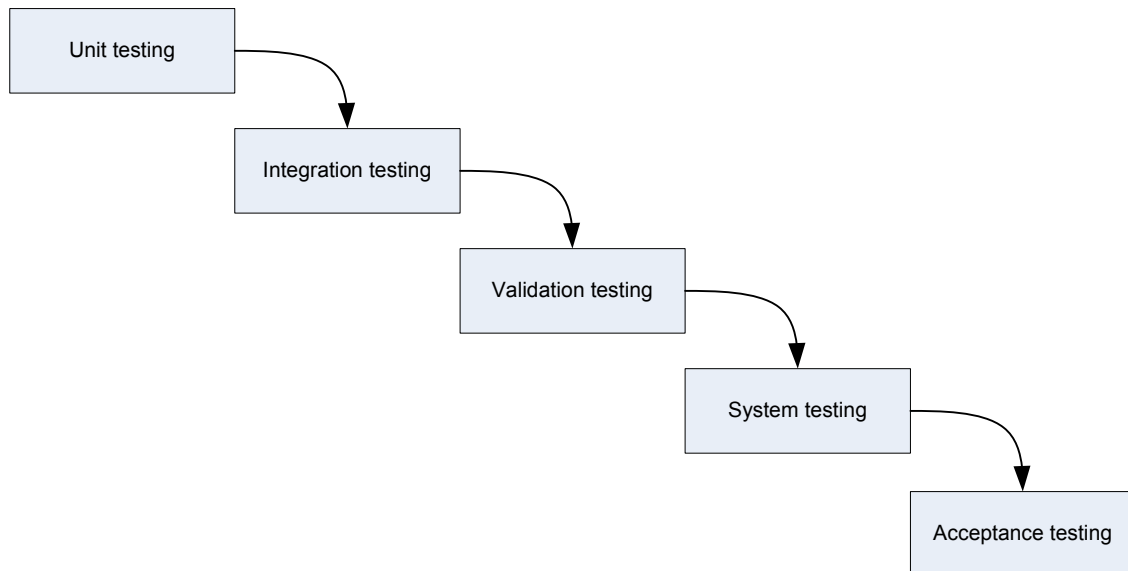 Unit testing
Integration testing
Validation testing
System testing
Acceptance testing